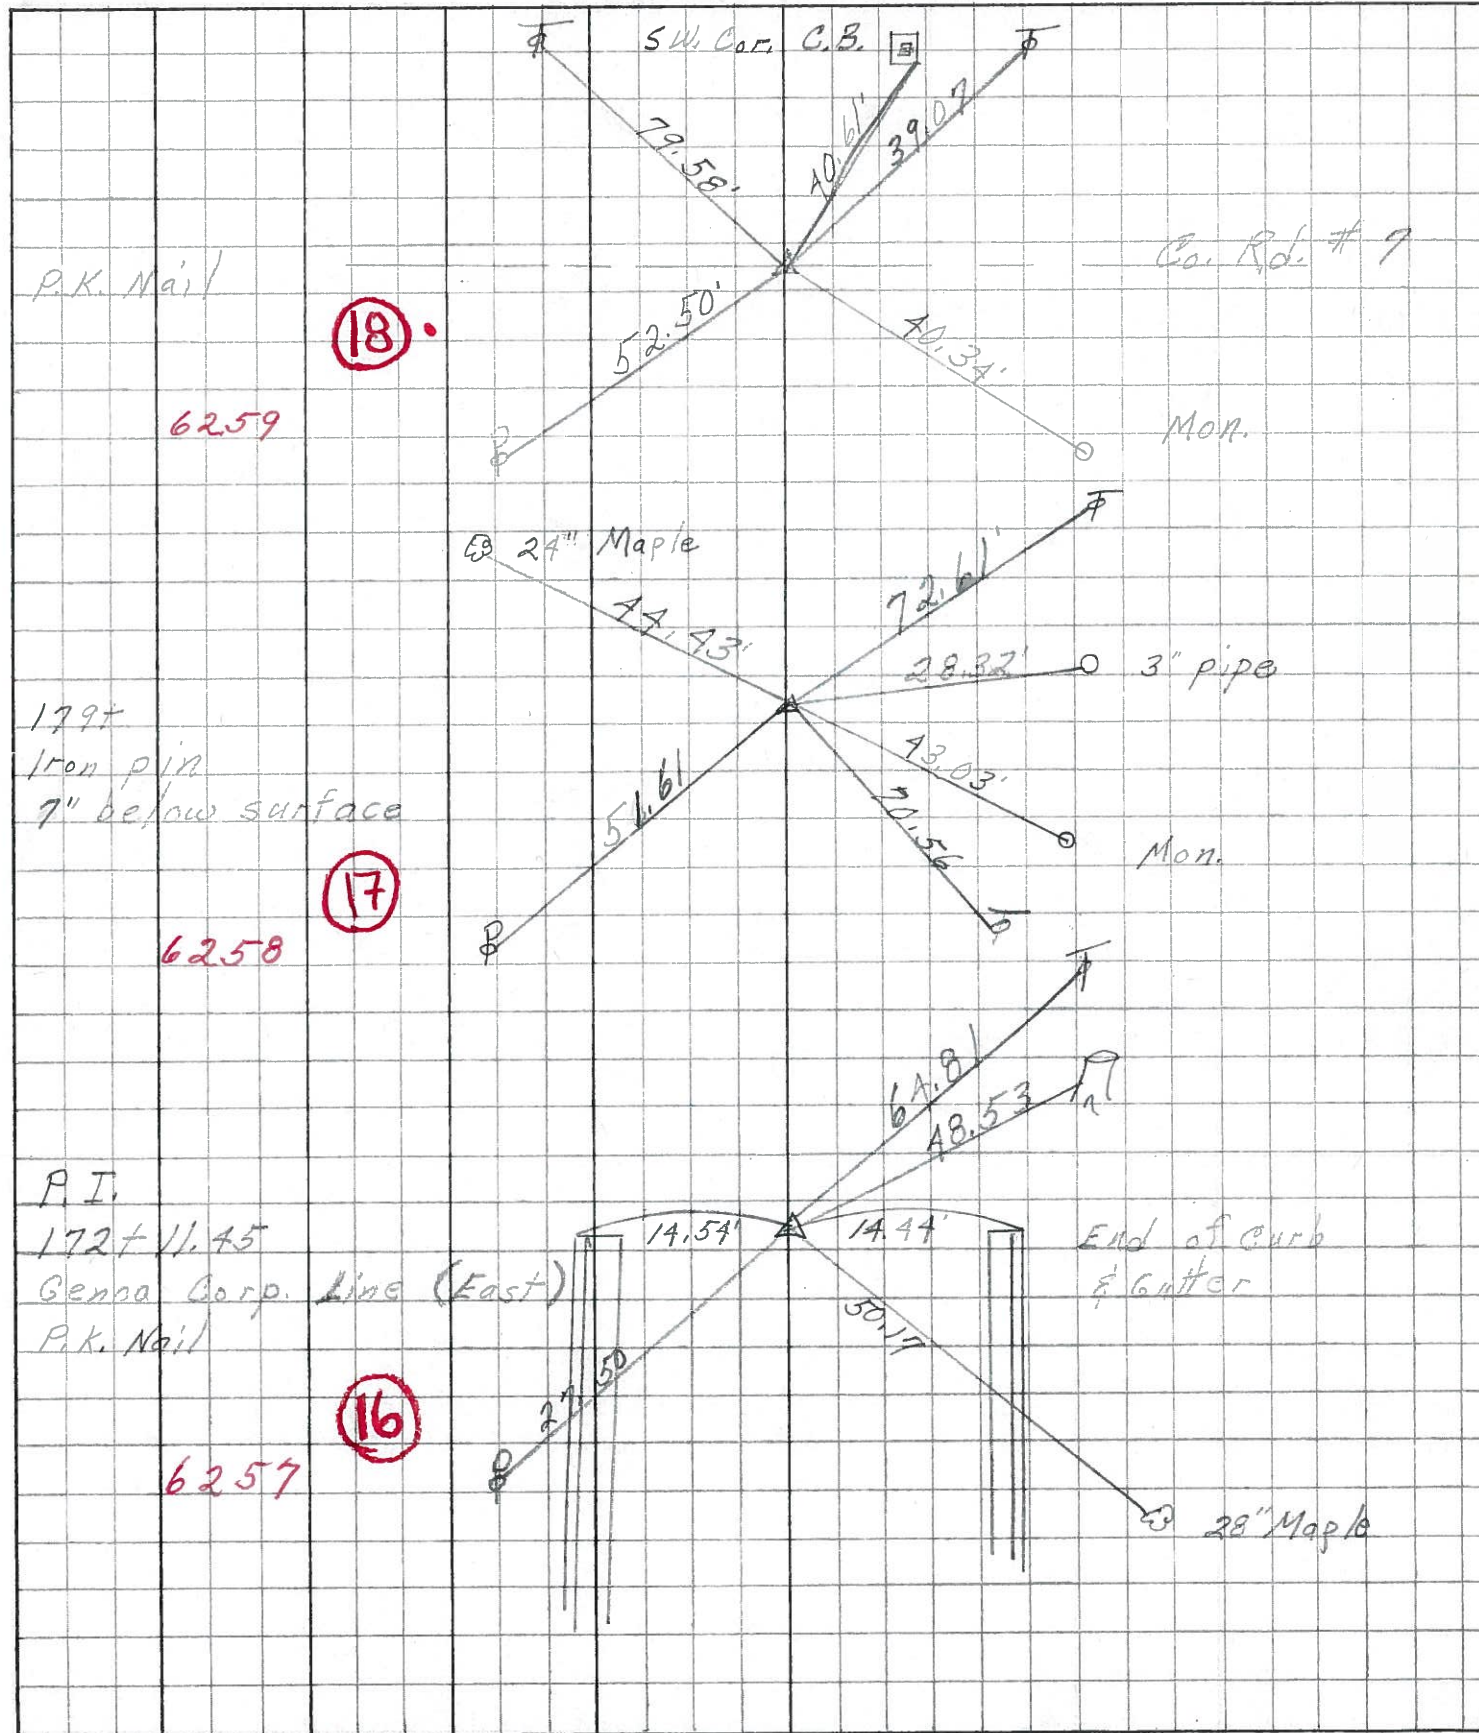 S.W. Cor. C.B.
79.58'
40.61'
39.07
Co. Rd. # 7
P.K. Nail
18
52.50'
40.34'
6259
Mon.
24" Maple
72.61'
44.43'
28.32'
3" pipe
179+
Iron pin
7" below surface
51.61
43.03'
70.56
Mon.
17
6258
64.81
48.53
P.I.
172+11.45
14.54'
14.44'
End of Curb
& Gutter
Genoa Corp. Line (East)
P.K. Nail
50.17
27.50
16
6257
28" Maple